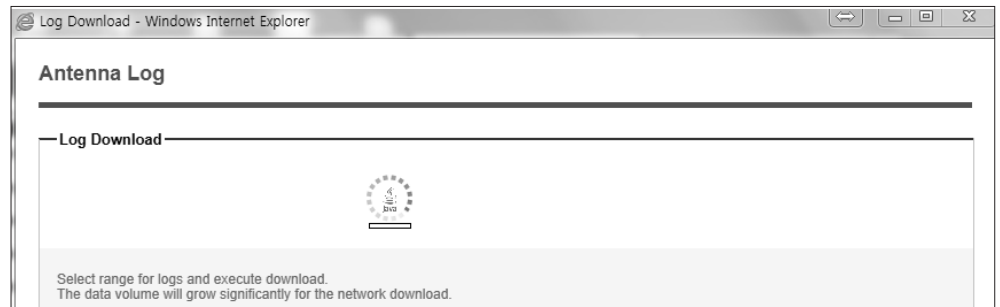 Log Download - Windows Internet Explorer
Antenna Log
Log Download
Java
Select range for logs and execute download.
The data volume will grow significantly for the network download.